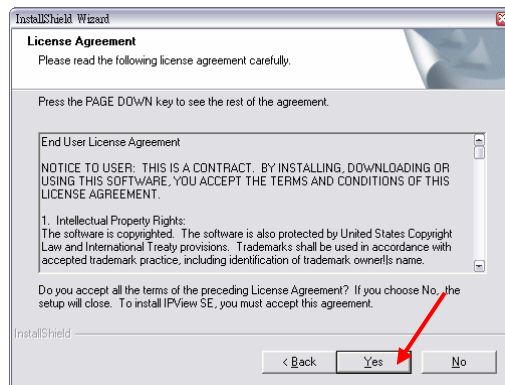 InstallShield Wizard
License Agreement
Please read the following license agreement carefully.
Press the PAGE DOWN key to see the rest of the agreement.
End User License Agreement
NOTICE TO USER: THIS IS A CONTRACT. BY INSTALLING, DOWNLOADING OR
USING THIS SOFTWARE, YOU ACCEPT THE TERMS AND CONDITIONS OF THIS
LICENSE AGREEMENT.
1. Intellectual Property Rights:
The software is copyrighted. The software is also protected by United States Copyright
Law and International Treaty provisions. Trademarks shall be used in accordance with
accepted trademark practice, including identification of trademark owner!|s name.
Do you accept all the terms of the preceding License Agreement? If you choose No, the
setup will close. To install IPView SE, you must accept this agreement.
InstallShield
< Back Yes No